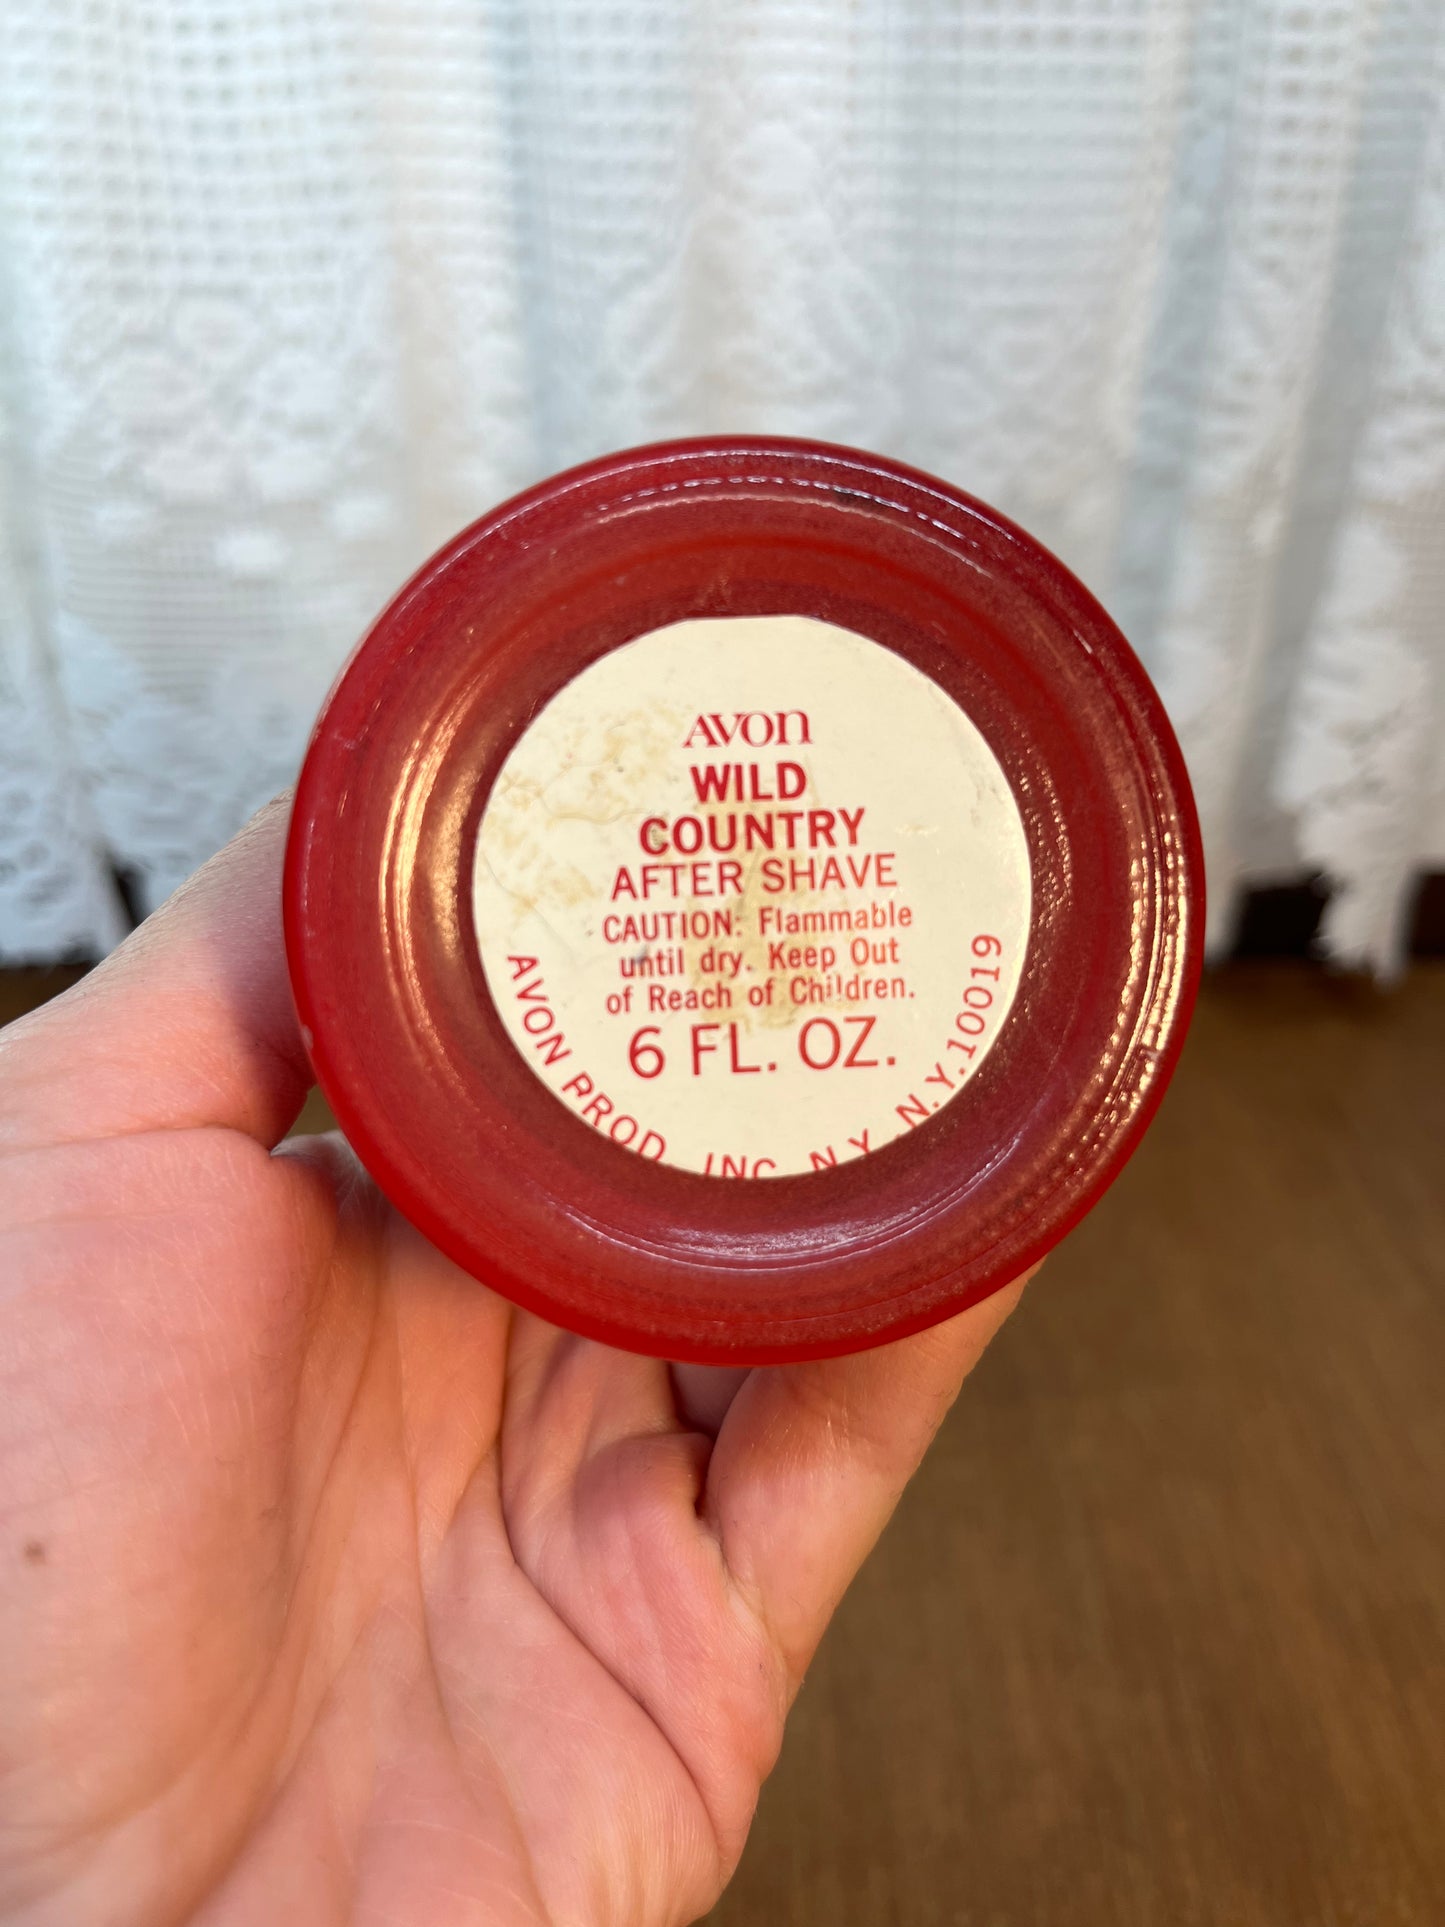 AVON
WILD
COUNTRY
AFTER SHAVE
CAUTION: Flammable
until dry. Keep Out
of Reach of Children.
6 FL. OZ.
AVON PROD. INC. N.Y. N.Y. 10019